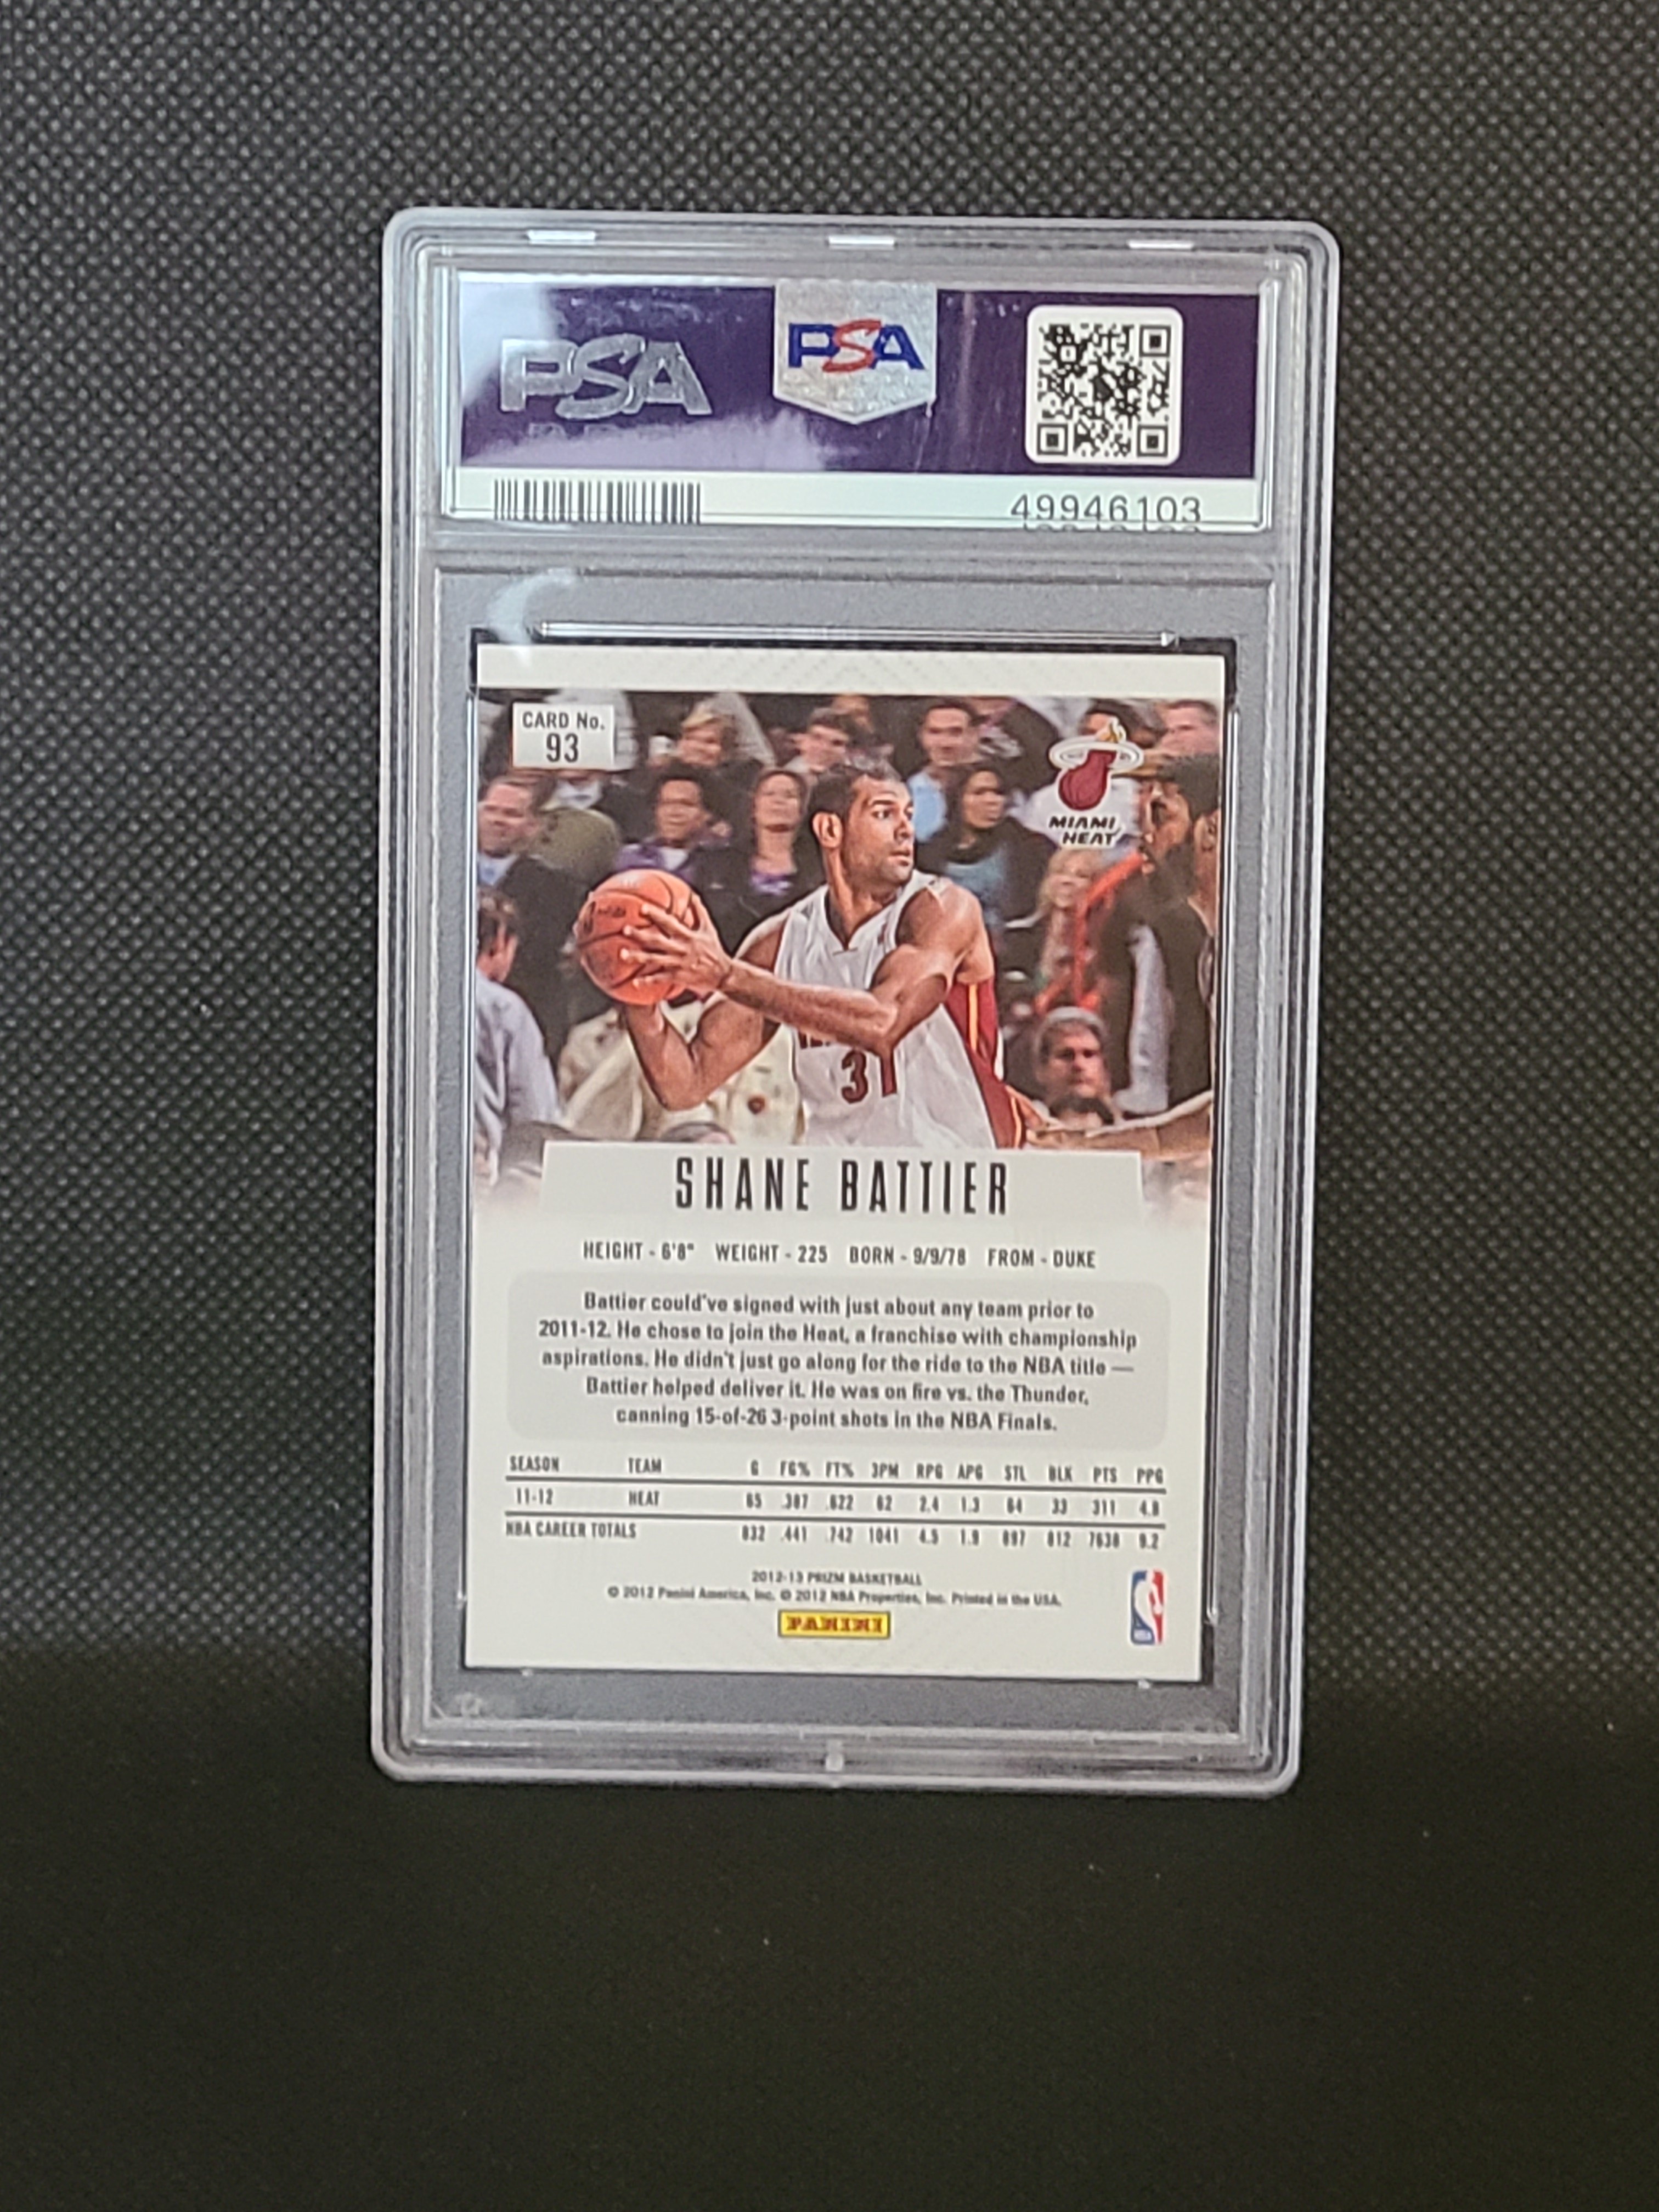 PSA
PSA
49946103
CARD No.
93
MIAMI
HEAT
31
SHANE BATTIER
HEIGHT - 6'8" WEIGHT - 225 BORN - 9/9/78 FROM - DUKE
Battier could've signed with just about any team prior to
2011-12. He chose to join the Heat, a franchise with championship
aspirations. He didn't just go along for the ride to the NBA title —
Battier helped deliver it. He was on fire vs. the Thunder,
canning 15-of-26 3-point shots in the NBA Finals.
SEASON TEAM G FG% FT% 3PM RPG APG STL BLK PTS PPG
11-12 HEAT 65 .387 .622 62 2.4 1.3 64 33 311 4.8
NBA CAREER TOTALS 832 .441 .742 1041 4.5 1.9 897 812 7638 9.2
2012-13 PRIZM BASKETBALL
© 2012 Panini America, Inc. © 2012 NBA Properties, Inc. Printed in the USA.
PANINI